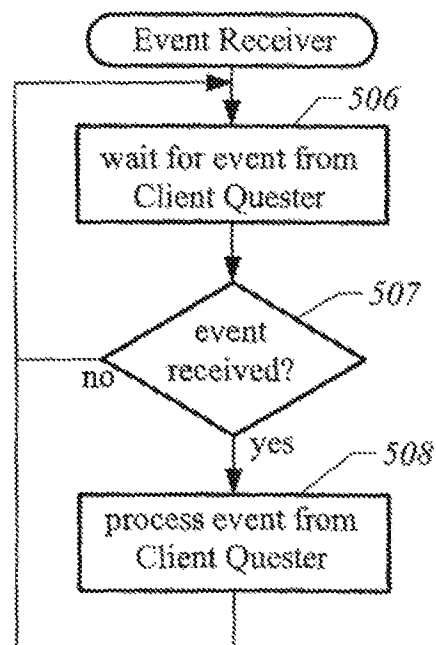 Event Receiver
506
wait for event from
Client Quester
507
event
received?
no
yes
508
process event from
Client Quester